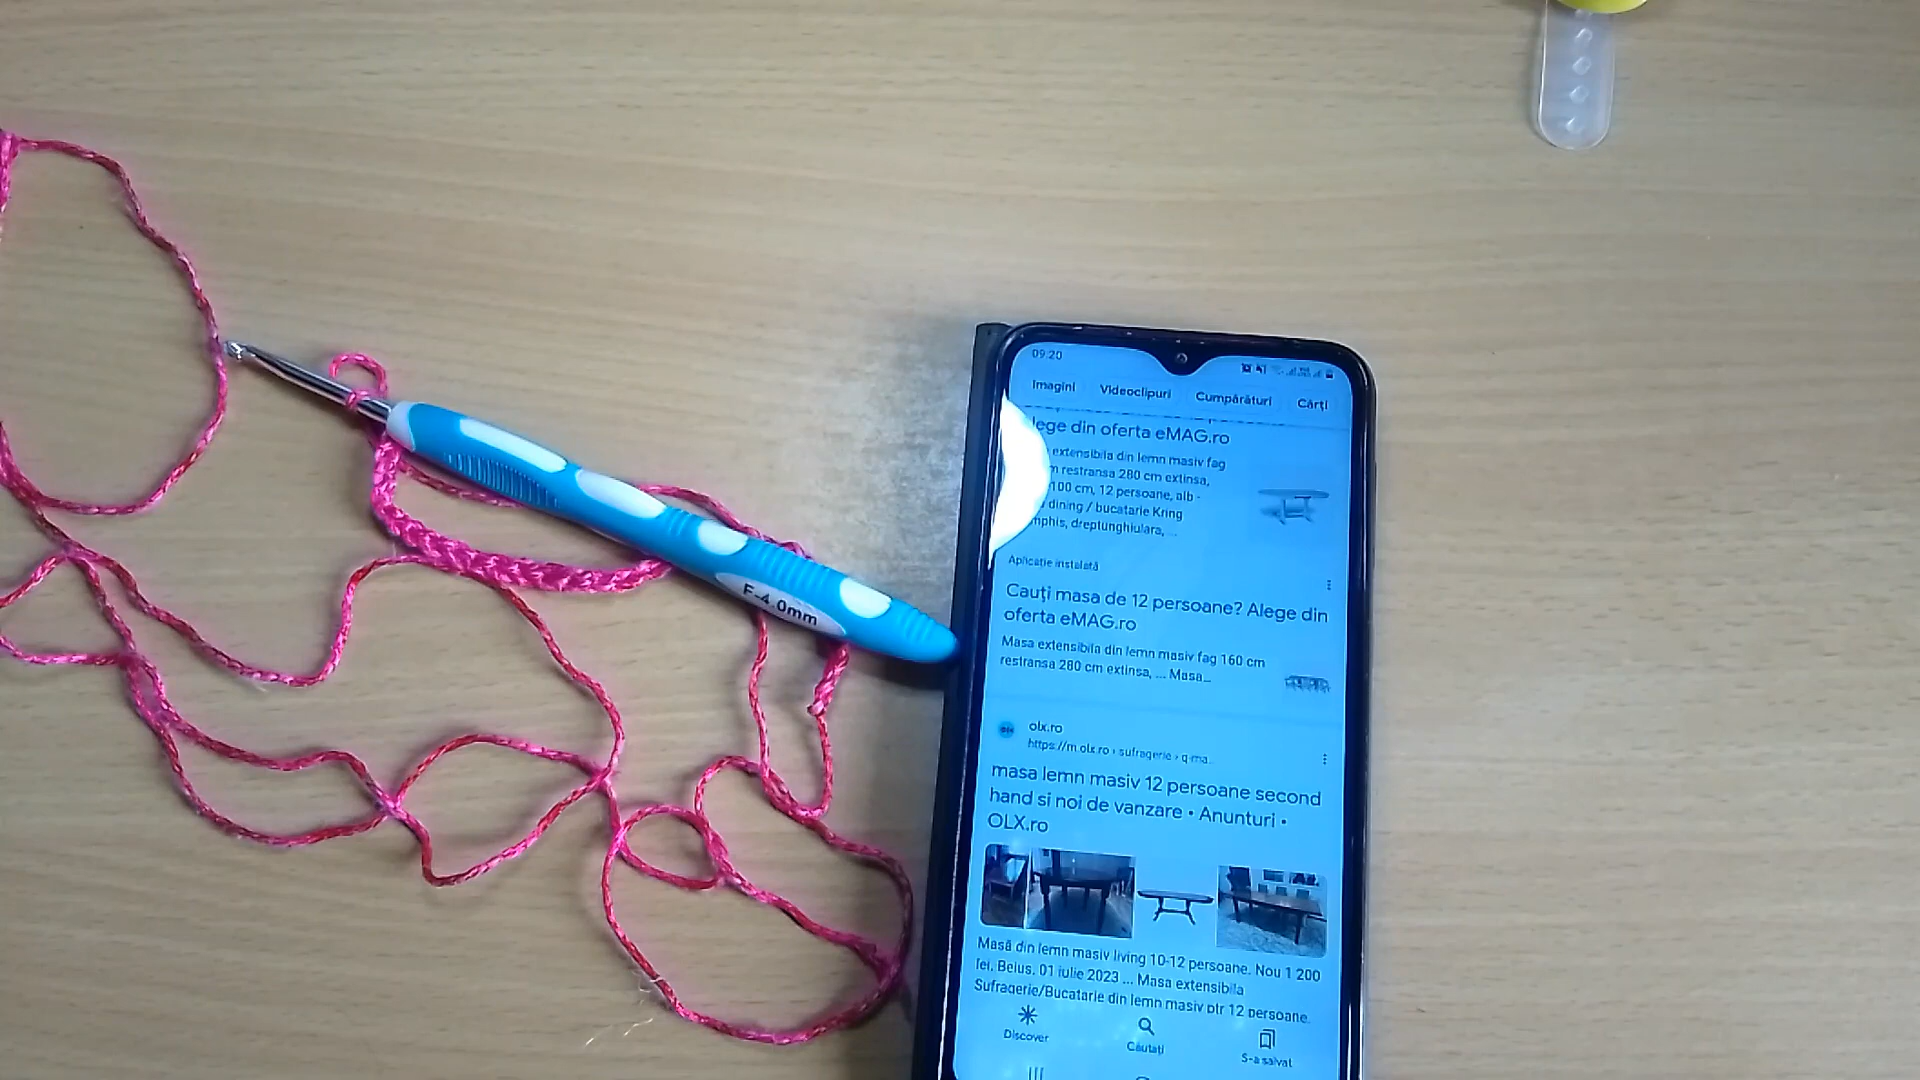 F-4.0mm
09:20
Imagini Videoclipuri Cumpărături Cărți
lege din oferta eMAG.ro
extensibila din lemn masiv fag
m restransa 280 cm extinsa,
100 cm, 12 persoane, alb -
dining / bucatarie Kring
mphis, dreptunghiulara, ...
Aplicație instalată
Cauți masa de 12 persoane? Alege din
oferta eMAG.ro
Masa extensibila din lemn masiv fag 160 cm
restransa 280 cm extinsa, ... Masa...
olx.ro
https://m.olx.ro › sufragerie › q-ma...
masa lemn masiv 12 persoane second
hand si noi de vanzare • Anunturi •
OLX.ro
Masă din lemn masiv living 10-12 persoane. Nou 1 200
lei. Beius. 01 iulie 2023 ... Masa extensibila
Sufragerie/Bucatarie din lemn masiv ptr 12 persoane.
Discover Căutați S-a salvat